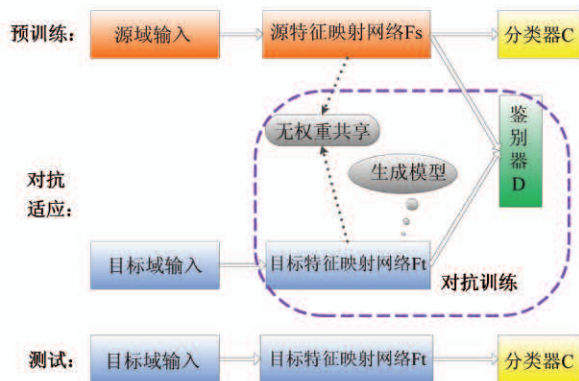 预训练： 源域输入 源特征映射网络Fs 分类器C
无权重共享
鉴别器D
生成模型
对抗
适应：
目标域输入 目标特征映射网络Ft
对抗训练
测试： 目标域输入 目标特征映射网络Ft 分类器C